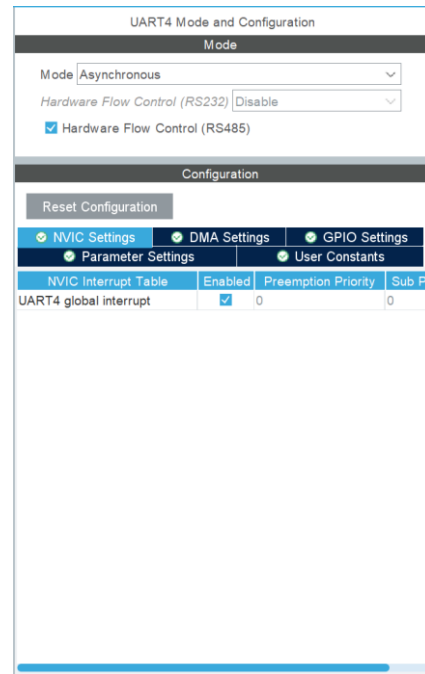 UART4 Mode and Configuration
Mode
Mode Asynchronous
Hardware Flow Control (RS232) Disable
Hardware Flow Control (RS485)
Configuration
Reset Configuration
NVIC Settings DMA Settings GPIO Settings
Parameter Settings User Constants
NVIC Interrupt Table Enabled Preemption Priority Sub P
UART4 global interrupt 0 0